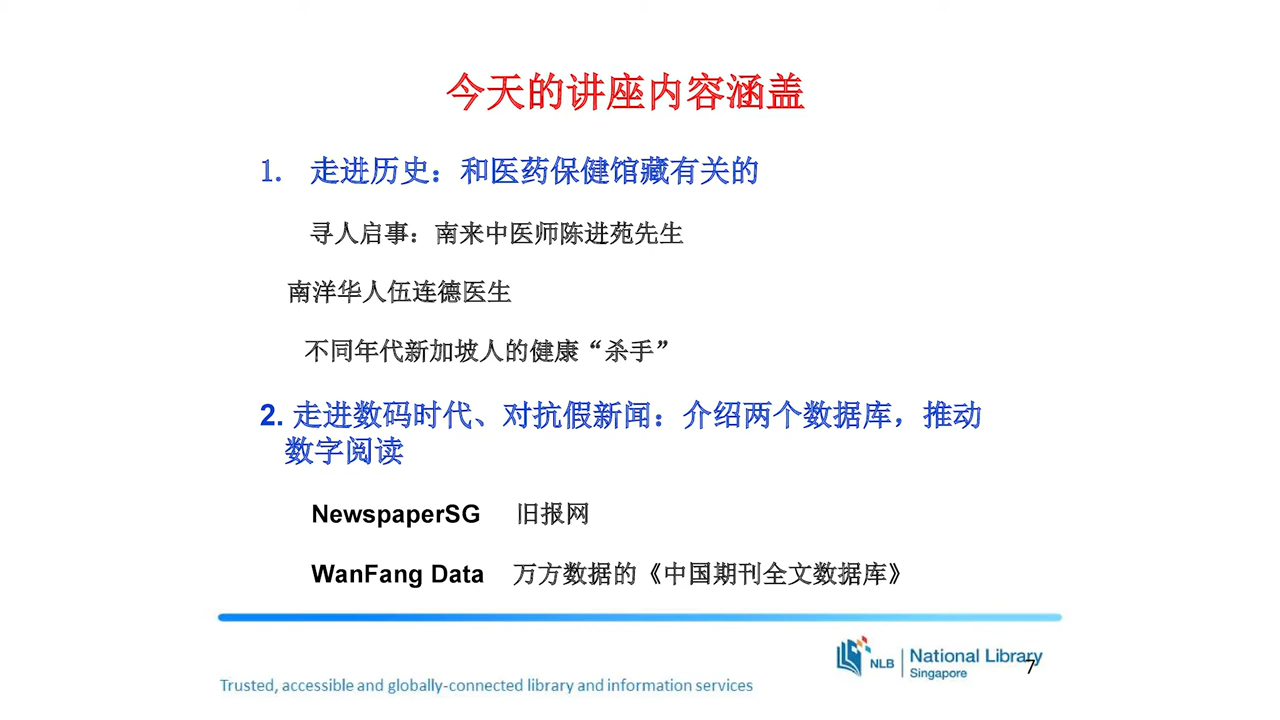 今天的讲座内容涵盖
1. 走进历史：和医药保健馆藏有关的
寻人启事：南来中医师陈进苑先生
南洋华人伍连德医生
不同年代新加坡人的健康“杀手”
2. 走进数码时代、对抗假新闻：介绍两个数据库，推动
数字阅读
NewspaperSG 旧报网
WanFang Data 万方数据的《中国期刊全文数据库》
NLB National Library
Singapore
7
Trusted, accessible and globally-connected library and information services